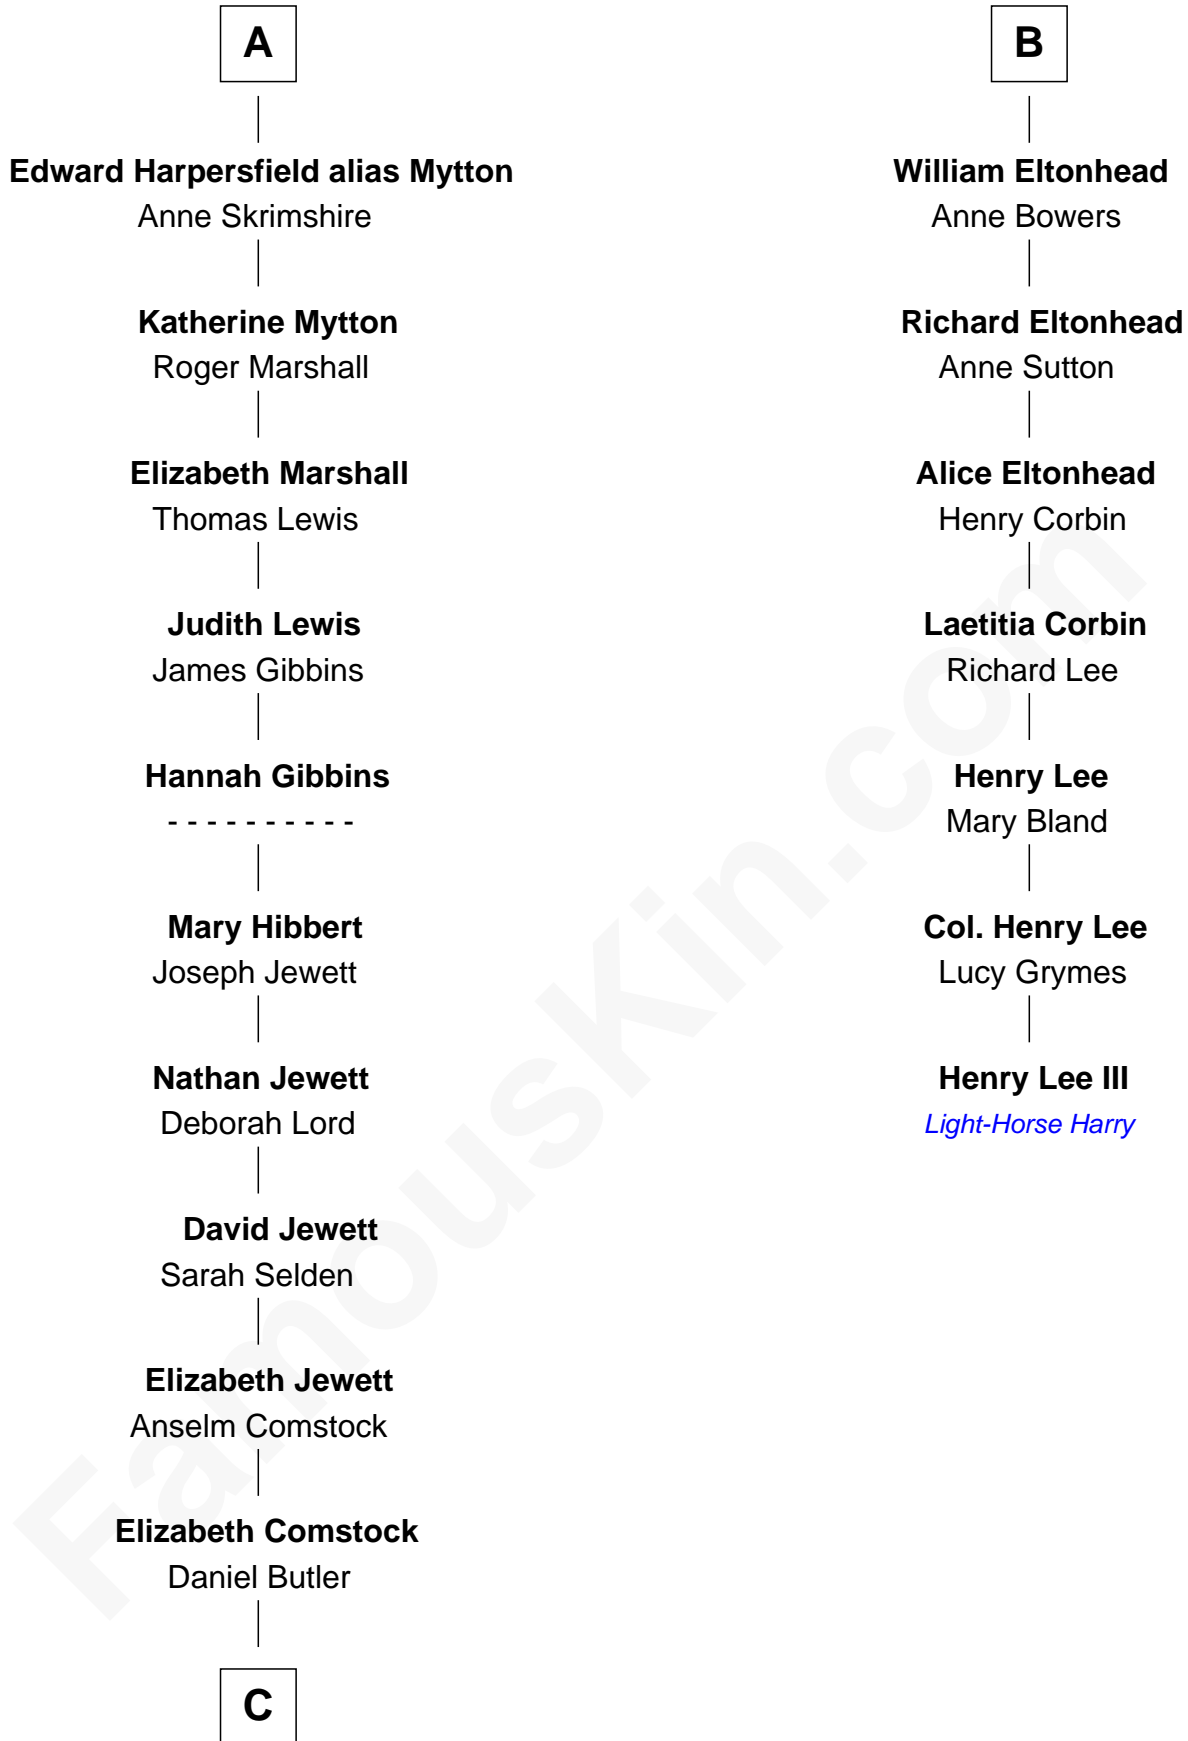 A
Edward Harpersfield alias Mytton
Anne Skrimshire
Katherine Mytton
Roger Marshall
Elizabeth Marshall
Thomas Lewis
Judith Lewis
James Gibbins
Hannah Gibbins
- - - - - - - - - -
Mary Hibbert
Joseph Jewett
Nathan Jewett
Deborah Lord
David Jewett
Sarah Selden
Elizabeth Jewett
Anselm Comstock
Elizabeth Comstock
Daniel Butler
C
B
William Eltonhead
Anne Bowers
Richard Eltonhead
Anne Sutton
Alice Eltonhead
Henry Corbin
Laetitia Corbin
Richard Lee
Henry Lee
Mary Bland
Col. Henry Lee
Lucy Grymes
Henry Lee III
Light-Horse Harry
FamousKin.com